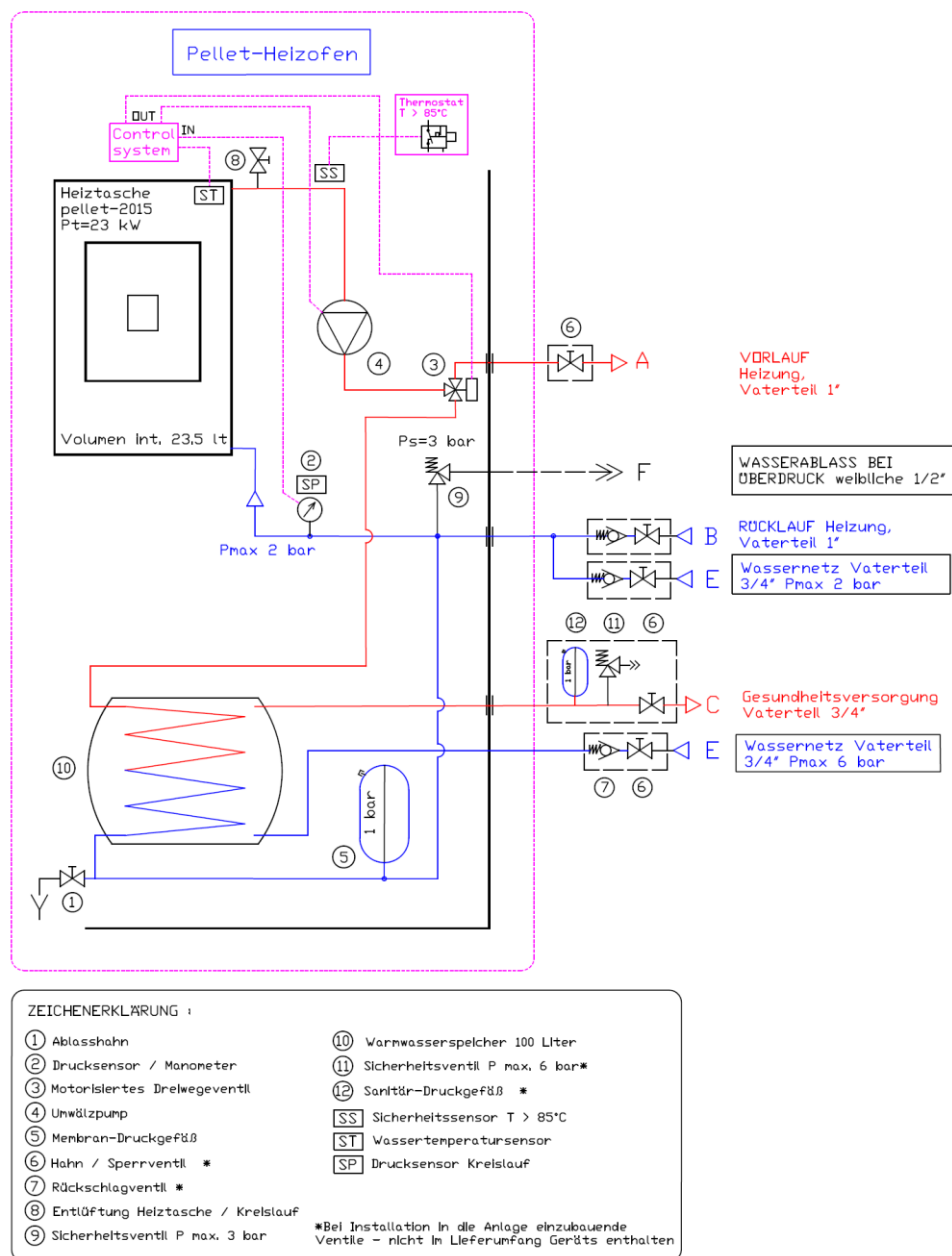 Pellet-Heizofen
OUT
IN
Control
system
Thermostat
T > 85°C
8
SS
ST
Heiztasche
pellet-2015
Pt=23 kW
4
3
6
A
VORLAUF
Heizung,
Vaterteil 1"
Volumen int. 23,5 lt
Ps=3 bar
2
SP
9
F
WASSERABLASS BEI
ÜBERDRUCK weibliche 1/2"
Pmax 2 bar
B
RÜCKLAUF Heizung,
Vaterteil 1"
E
Wassernetz Vaterteil
3/4" Pmax 2 bar
12
11
6
1 bar
C
Gesundheitsversorgung
Vaterteil 3/4"
10
E
Wassernetz Vaterteil
3/4" Pmax 6 bar
7
6
1 bar
5
1
ZEICHENERKLÄRUNG :
1 Ablasshahn
2 Drucksensor / Manometer
3 Motorisiertes Dreiwegeventil
4 Umwälzpump
5 Membran-Druckgefäß
6 Hahn / Sperrventil *
7 Rückschlagventil *
8 Entlüftung Heiztasche / Kreislauf
9 Sicherheitsventil P max. 3 bar
10 Warmwasserspeicher 100 Liter
11 Sicherheitsventil P max. 6 bar*
12 Sanitär-Druckgefäß *
SS Sicherheitssensor T > 85°C
ST Wassertemperatursensor
SP Drucksensor Kreislauf
*Bei Installation in die Anlage einzubauende
Ventile - nicht im Lieferumfang Geräts enthalten